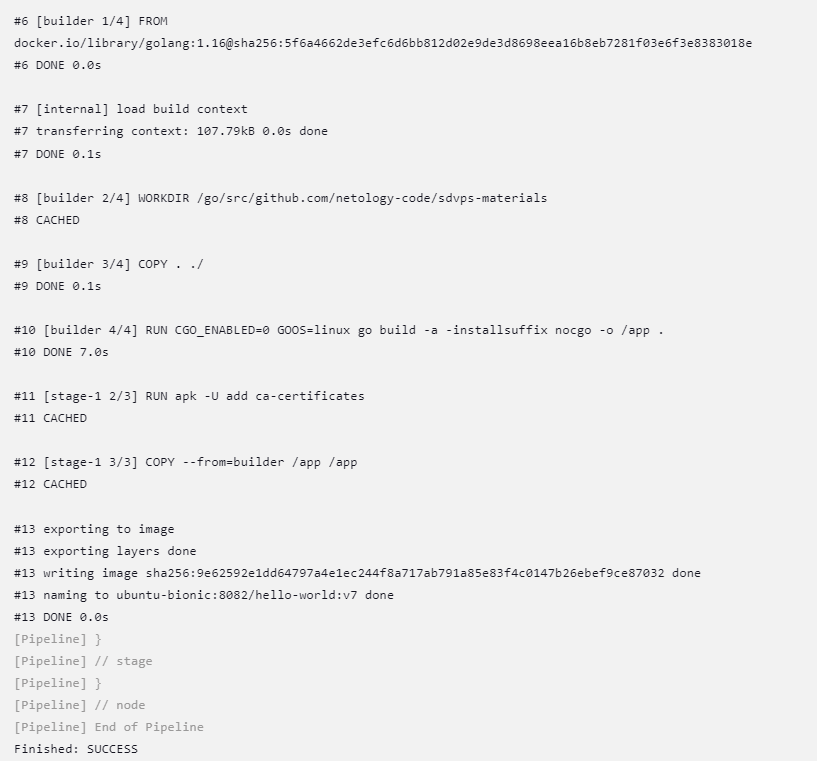 #6 [builder 1/4] FROM
docker.io/library/golang:1.16@sha256:5f6a4662de3efc6d6bb812d02e9de3d8698eea16b8eb7281f03e6f3e8383018e
#6 DONE 0.0s
#7 [internal] load build context
#7 transferring context: 107.79kB 0.0s done
#7 DONE 0.1s
#8 [builder 2/4] WORKDIR /go/src/github.com/netology-code/sdvps-materials
#8 CACHED
#9 [builder 3/4] COPY . ./
#9 DONE 0.1s
#10 [builder 4/4] RUN CGO_ENABLED=0 GOOS=linux go build -a -installsuffix nocgo -o /app .
#10 DONE 7.0s
#11 [stage-1 2/3] RUN apk -U add ca-certificates
#11 CACHED
#12 [stage-1 3/3] COPY --from=builder /app /app
#12 CACHED
#13 exporting to image
#13 exporting layers done
#13 writing image sha256:9e62592e1dd64797a4e1ec244f8a717ab791a85e83f4c0147b26ebef9ce87032 done
#13 naming to ubuntu-bionic:8082/hello-world:v7 done
#13 DONE 0.0s
[Pipeline] }
[Pipeline] // stage
[Pipeline] }
[Pipeline] // node
[Pipeline] End of Pipeline
Finished: SUCCESS